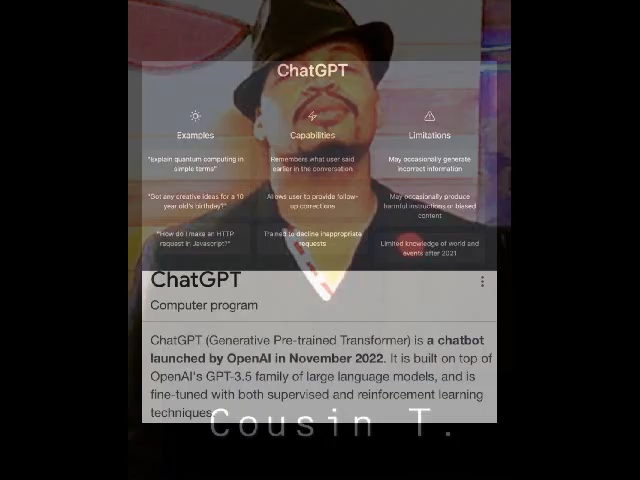 ChatGPT
Examples
Capabilities
Limitations
"Explain quantum computing in
simple terms"
Remembers what user said
earlier in the conversation
May occasionally generate
incorrect information
"Got any creative ideas for a 10
year old's birthday?"
Allows user to provide follow-
up corrections
May occasionally produce
harmful instructions or biased
content
"How do I make an HTTP
request in Javascript?"
Trained to decline inappropriate
requests
Limited knowledge of world and
events after 2021
ChatGPT
Computer program
ChatGPT (Generative Pre-trained Transformer) is a chatbot
launched by OpenAI in November 2022. It is built on top of
OpenAI's GPT-3.5 family of large language models, and is
fine-tuned with both supervised and reinforcement learning
techniques.
Cousin T.